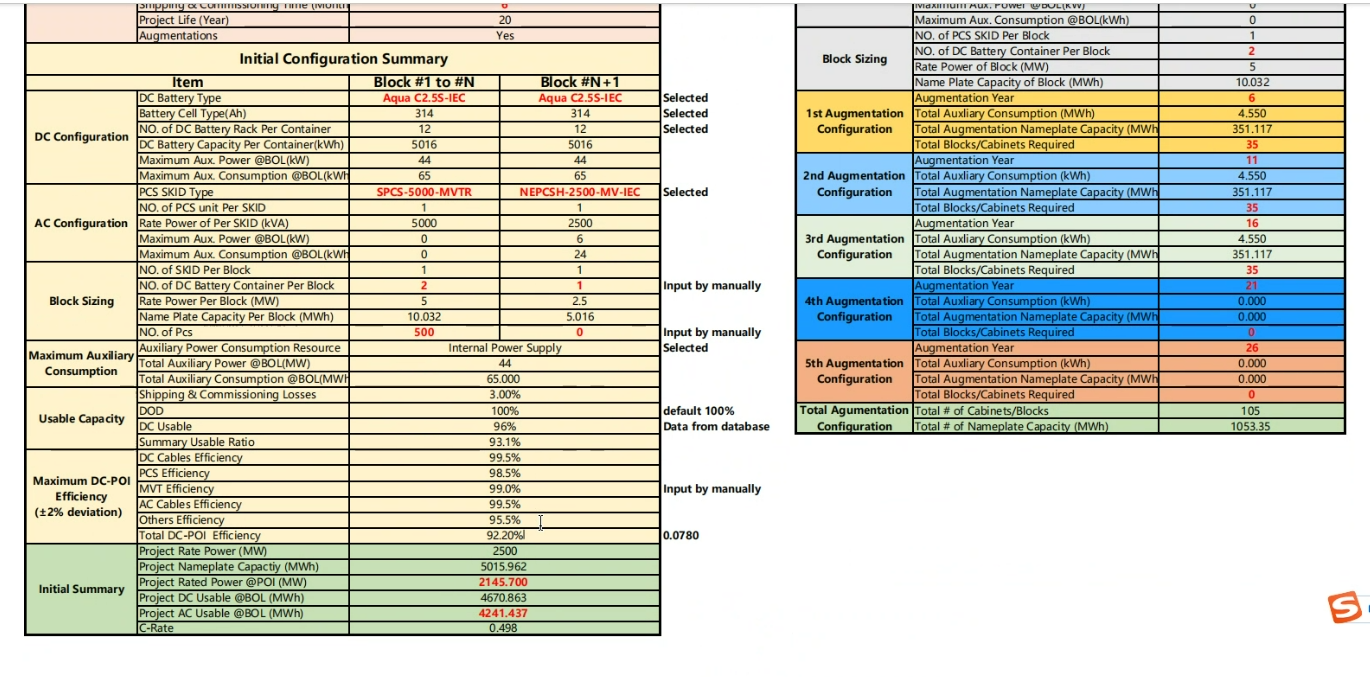 Shipping & Commissioning Time (Month 6
Project Life (Year) 20
Augmentations Yes
Initial Configuration Summary
Item Block #1 to #N Block #N+1
DC Configuration
DC Battery Type Aqua C2.5S-IEC Aqua C2.5S-IEC Selected
Battery Cell Type(Ah) 314 314 Selected
NO. of DC Battery Rack Per Container 12 12 Selected
DC Battery Capacity Per Container(kWh) 5016 5016
Maximum Aux. Power @BOL(kW) 44 44
Maximum Aux. Consumption @BOL(kWh 65 65
AC Configuration
PCS SKID Type SPCS-5000-MVTR NEPCSH-2500-MV-IEC Selected
NO. of PCS unit Per SKID 1 1
Rate Power of Per SKID (kVA) 5000 2500
Maximum Aux. Power @BOL(kW) 0 6
Maximum Aux. Consumption @BOL(kWh 0 24
Block Sizing
NO. of SKID Per Block 1 1
NO. of DC Battery Container Per Block 2 1 Input by manually
Rate Power Per Block (MW) 5 2.5
Name Plate Capacity Per Block (MWh) 10.032 5.016
NO. of Pcs 500 0 Input by manually
Maximum Auxiliary
Consumption
Auxiliary Power Consumption Resource Internal Power Supply Selected
Total Auxiliary Power @BOL(MW) 44
Total Auxiliary Consumption @BOL(MWh 65.000
Usable Capacity
Shipping & Commissioning Losses 3.00%
DOD 100% default 100%
DC Usable 96% Data from database
Summary Usable Ratio 93.1%
Maximum DC-POI
Efficiency
(±2% deviation)
DC Cables Efficiency 99.5%
PCS Efficiency 98.5%
MVT Efficiency 99.0% Input by manually
AC Cables Efficiency 99.5%
Others Efficiency 95.5%
Total DC-POI Efficiency 92.20% 0.0780
Initial Summary
Project Rate Power (MW) 2500
Project Nameplate Capactiy (MWh) 5015.962
Project Rated Power @POI (MW) 2145.700
Project DC Usable @BOL (MWh) 4670.863
Project AC Usable @BOL (MWh) 4241.437
C-Rate 0.498
Maximum Aux. Power @BOL(kW) 0
Maximum Aux. Consumption @BOL(kWh) 0
Block Sizing
NO. of PCS SKID Per Block 1
NO. of DC Battery Container Per Block 2
Rate Power of Block (MW) 5
Name Plate Capacity of Block (MWh) 10.032
1st Augmentation
Configuration
Augmentation Year 6
Total Auxiliary Consumption (MWh) 4.550
Total Augmentation Nameplate Capacity (MWh 351.117
Total Blocks/Cabinets Required 35
2nd Augmentation
Configuration
Augmentation Year 11
Total Auxiliary Consumption (kWh) 4.550
Total Augmentation Nameplate Capacity (MWh 351.117
Total Blocks/Cabinets Required 35
3rd Augmentation
Configuration
Augmentation Year 16
Total Auxliary Consumption (kWh) 4.550
Total Augmentation Nameplate Capacity (MWh 351.117
Total Blocks/Cabinets Required 35
4th Augmentation
Configuration
Augmentation Year 21
Total Auxliary Consumption (kWh) 0.000
Total Augmentation Nameplate Capacity (MWh 0.000
Total Blocks/Cabinets Required 0
5th Augmentation
Configuration
Augmentation Year 26
Total Auxliary Consumption (kWh) 0.000
Total Augmentation Nameplate Capacity (MWh 0.000
Total Blocks/Cabinets Required 0
Total Agumentation
Configuration
Total # of Cabinets/Blocks 105
Total # of Nameplate Capacity (MWh) 1053.35
S